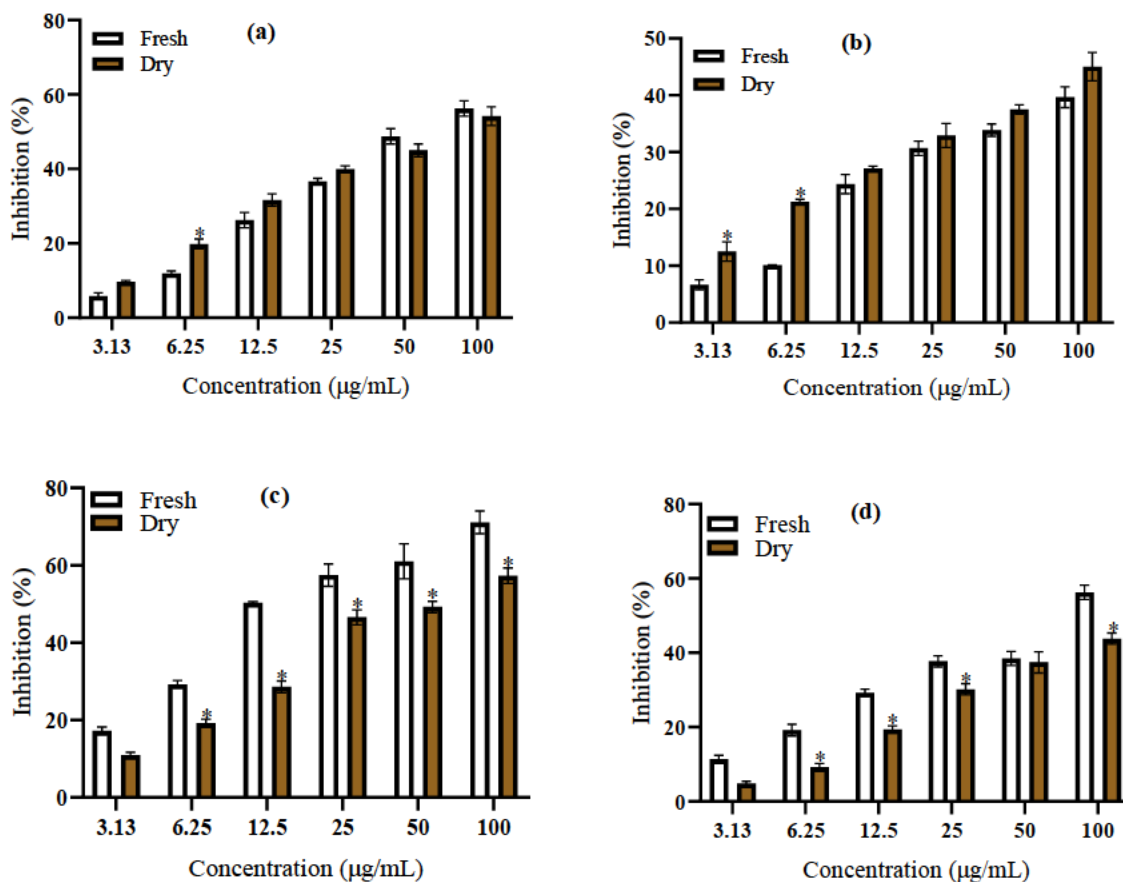 (a)
Fresh
Dry
Inhibition (%)
80
60
40
20
0
*
3.13 6.25 12.5 25 50 100
Concentration (μg/mL)
(b)
Fresh
Dry
Inhibition (%)
50
40
30
20
10
0
* *
3.13 6.25 12.5 25 50 100
Concentration (μg/mL)
(c)
Fresh
Dry
Inhibition (%)
80
60
40
20
0
* * * * *
3.13 6.25 12.5 25 50 100
Concentration (μg/mL)
(d)
Fresh
Dry
Inhibition (%)
80
60
40
20
0
* * * *
3.13 6.25 12.5 25 50 100
Concentration (μg/mL)